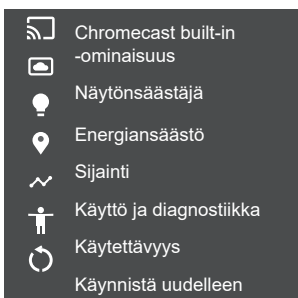 Chromecast built-in
-ominaisuus
Näytönsäästäjä
Energiansäästö
Sijainti
Käyttö ja diagnostiikka
Käytettävyys
Käynnistä uudelleen